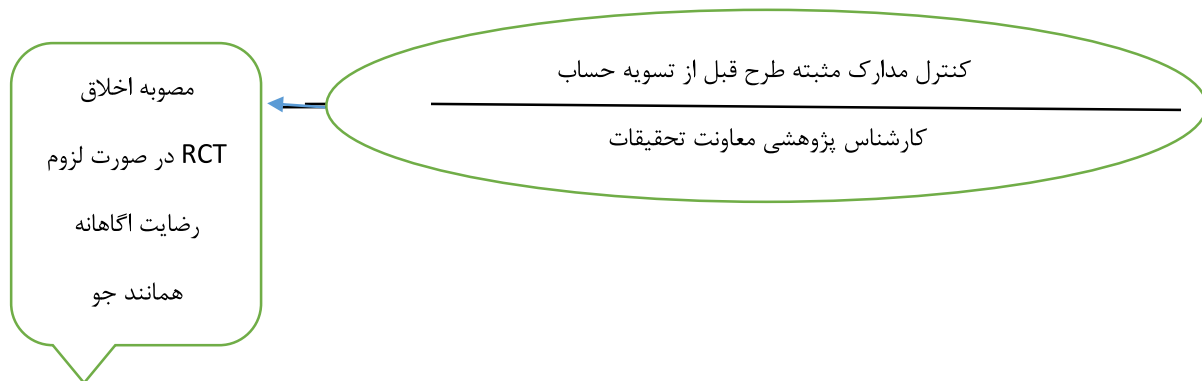 کنترل مدارک مثبته طرح قبل از تسویه حساب
کارشناس پژوهشی معاونت تحقیقات
مصوبه اخلاق
RCT در صورت لزوم
رضایت اگاهانه
همانند جو